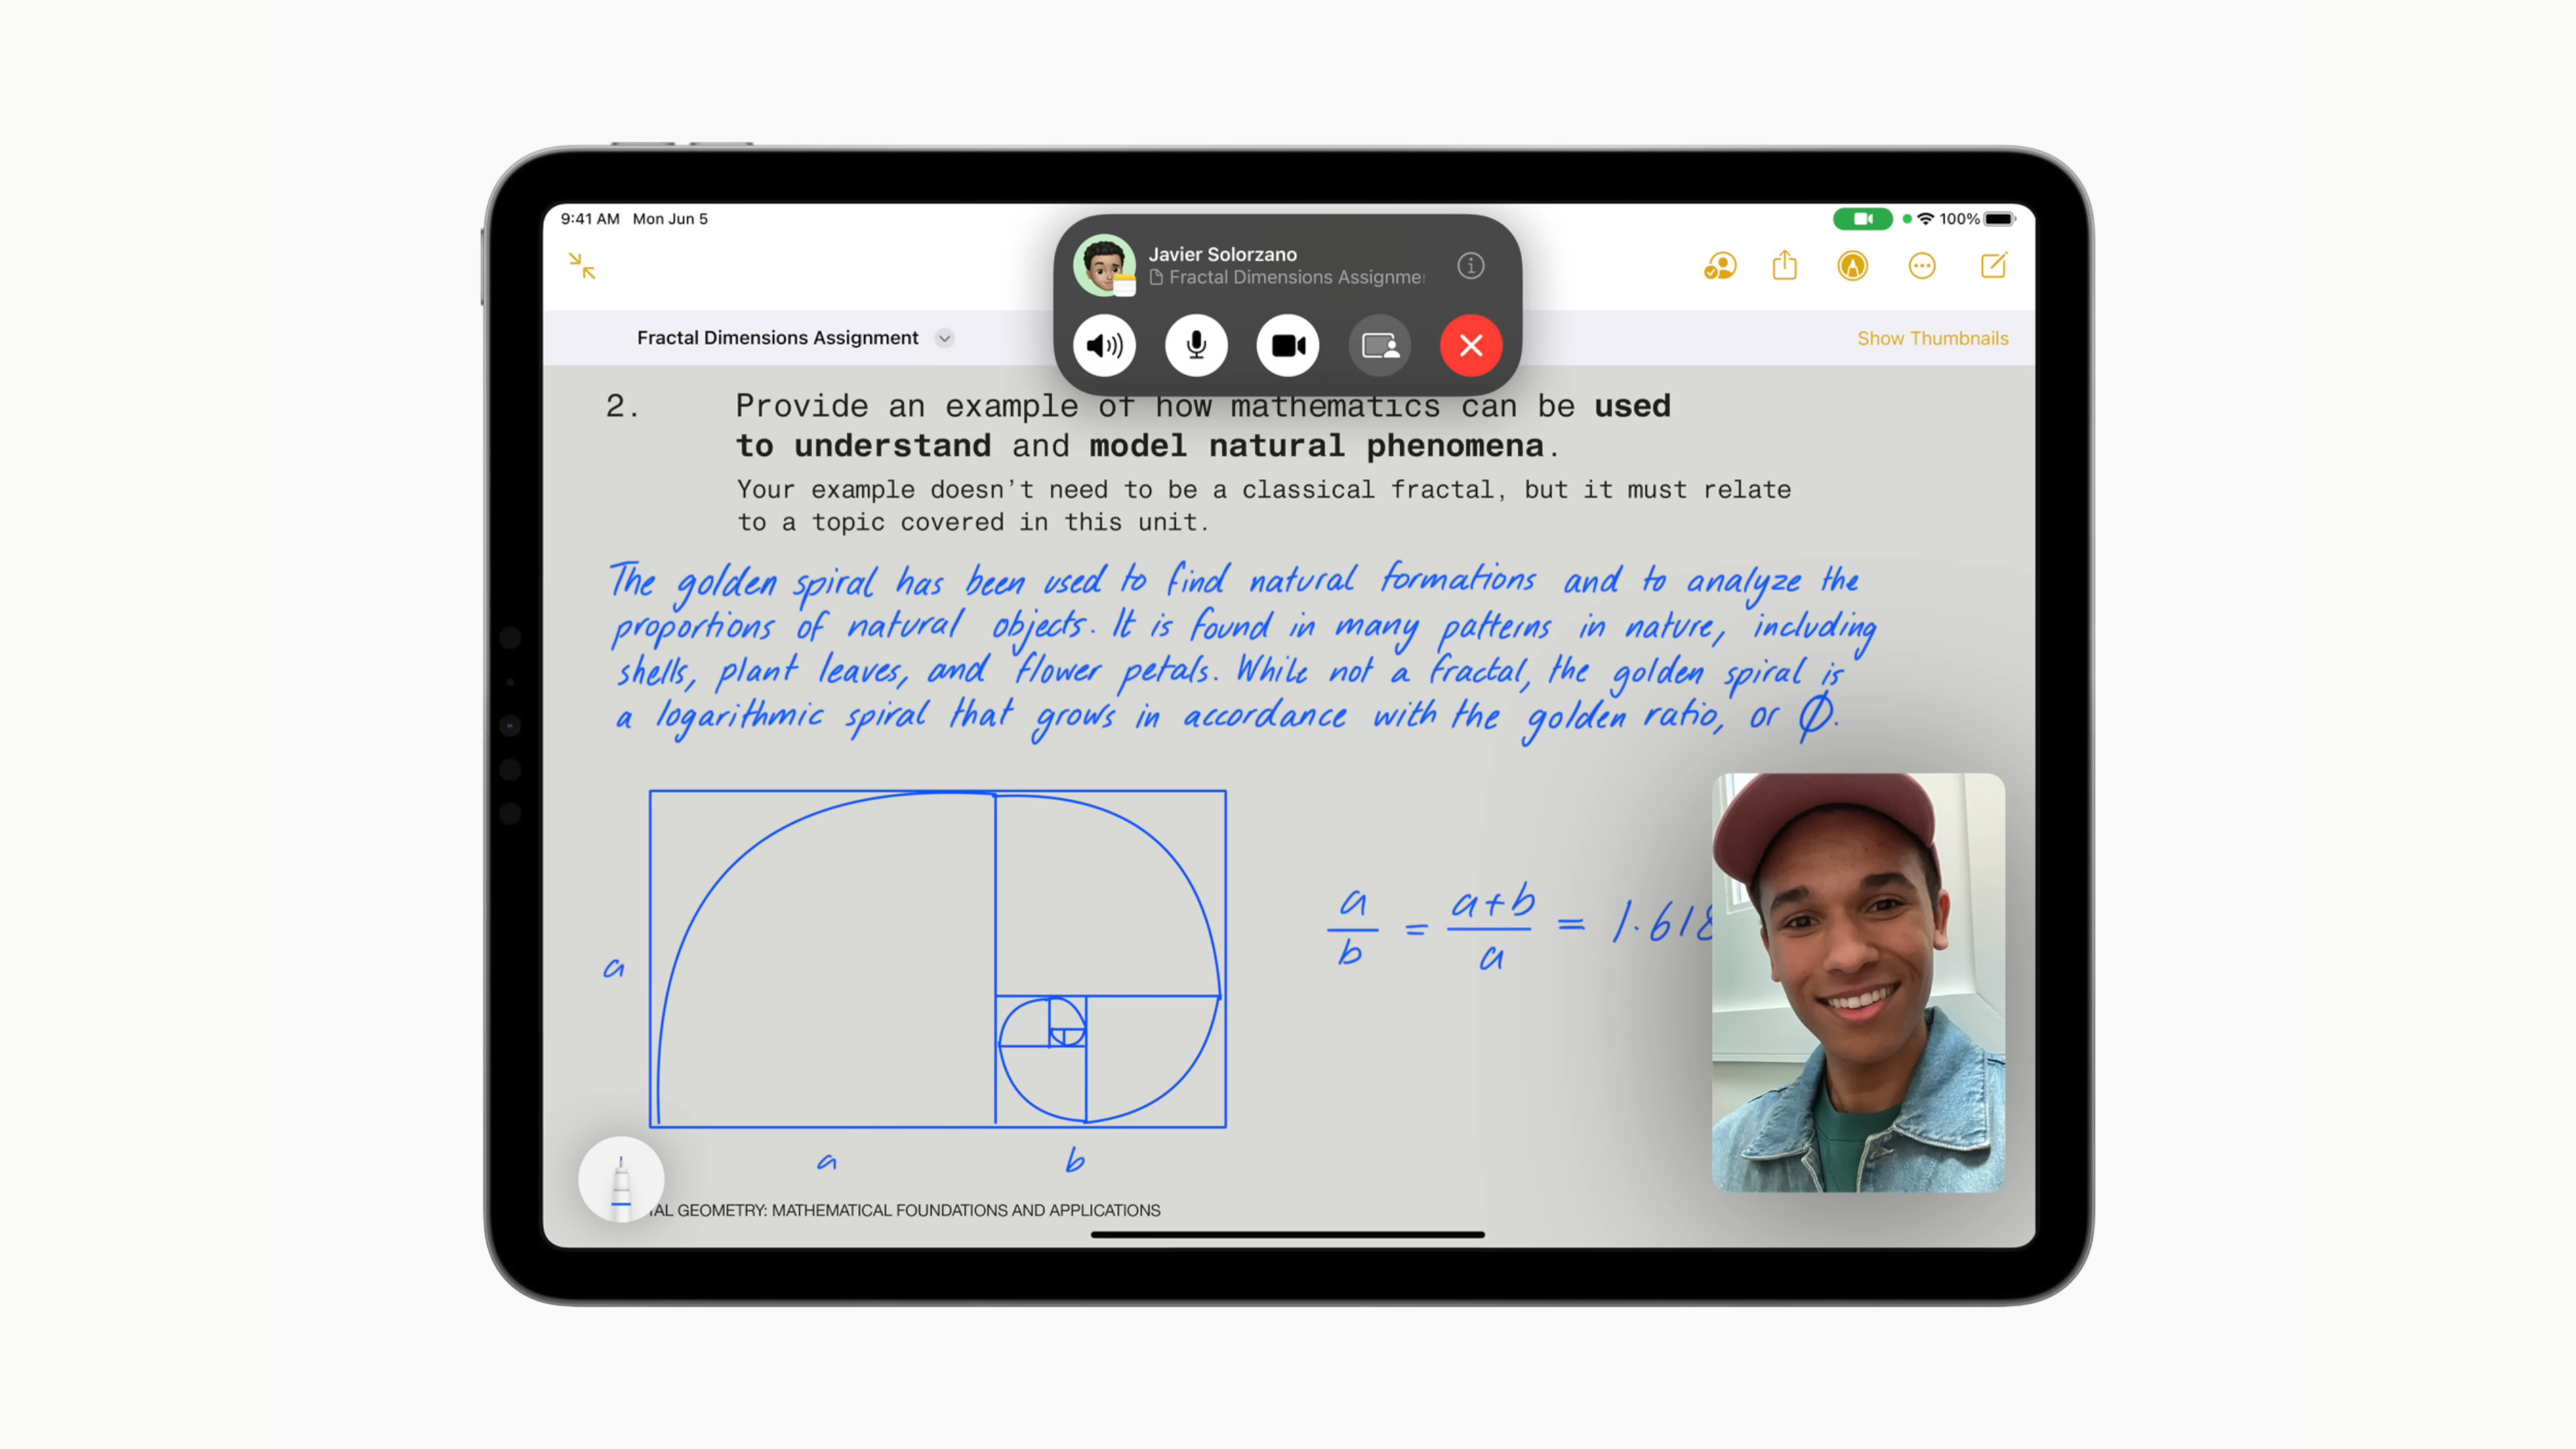 9:41 AM Mon Jun 5
100%
Javier Solorzano
Fractal Dimensions
Fractal Dimensions Assignment
Show Thumbnails
2. Provide an example of how mathematics can be used
to understand and model natural phenomena.
Your example doesn't need to be a classical fractal, but it must relate
to a topic covered in this unit.
The golden spiral has been used to find natural formations and to analyze the
proportions of natural objects. It is found in many patterns in nature, including
shells, plant leaves, and flower petals. While not a fractal, the golden spiral is
a logarithmic spiral that grows in accordance with the golden ratio, or Ø.
a/b = (a+b)/a = 1.618
a
a b
GEOMETRY: MATHEMATICAL FOUNDATIONS AND APPLICATIONS